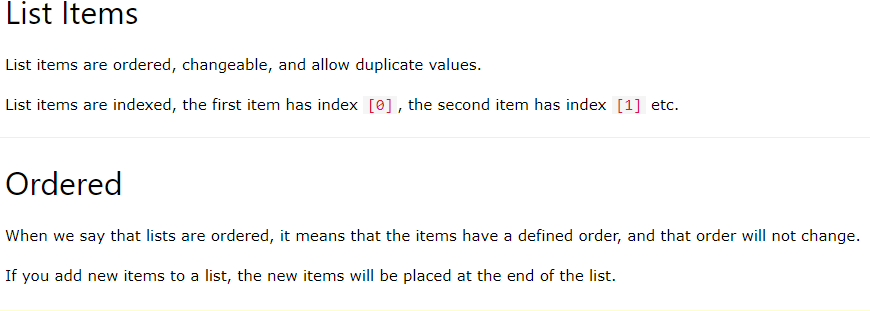 List Items
List items are ordered, changeable, and allow duplicate values.
List items are indexed, the first item has index [0], the second item has index [1] etc.
Ordered
When we say that lists are ordered, it means that the items have a defined order, and that order will not change.
If you add new items to a list, the new items will be placed at the end of the list.